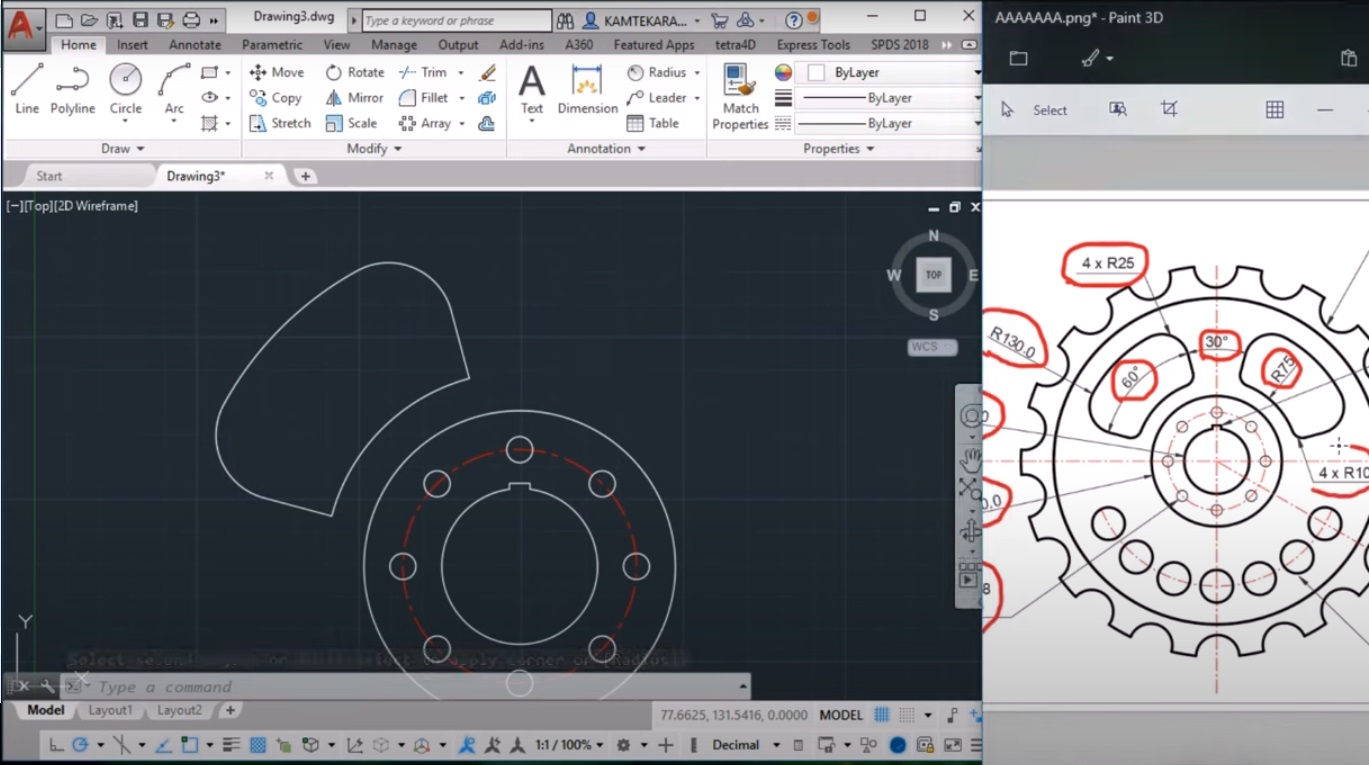 Drawing3.dwg
Type a keyword or phrase
KAMTEKARA...
AAAAAAA.png* - Paint 3D
Home Insert Annotate Parametric View Manage Output Add-ins A360 Featured Apps tetra4D Express Tools SPDS 2018
Select
Line Polyline Circle Arc
Move Rotate Trim
Copy Mirror Fillet
Stretch Scale Array
Text Dimension
Radius
Leader
Table
Match
Properties
ByLayer
ByLayer
ByLayer
Draw Modify Annotation Properties
Start Drawing3*
[−][Top][2D Wireframe]
N
W TOP E
S
WCS
4 x R25
R130.0
30°
60°
R75
0
4 x R10
0.0
8
Y
X
Type a command
Model Layout1 Layout2
77.6625, 131.5416, 0.0000 MODEL
1:1 / 100% Decimal